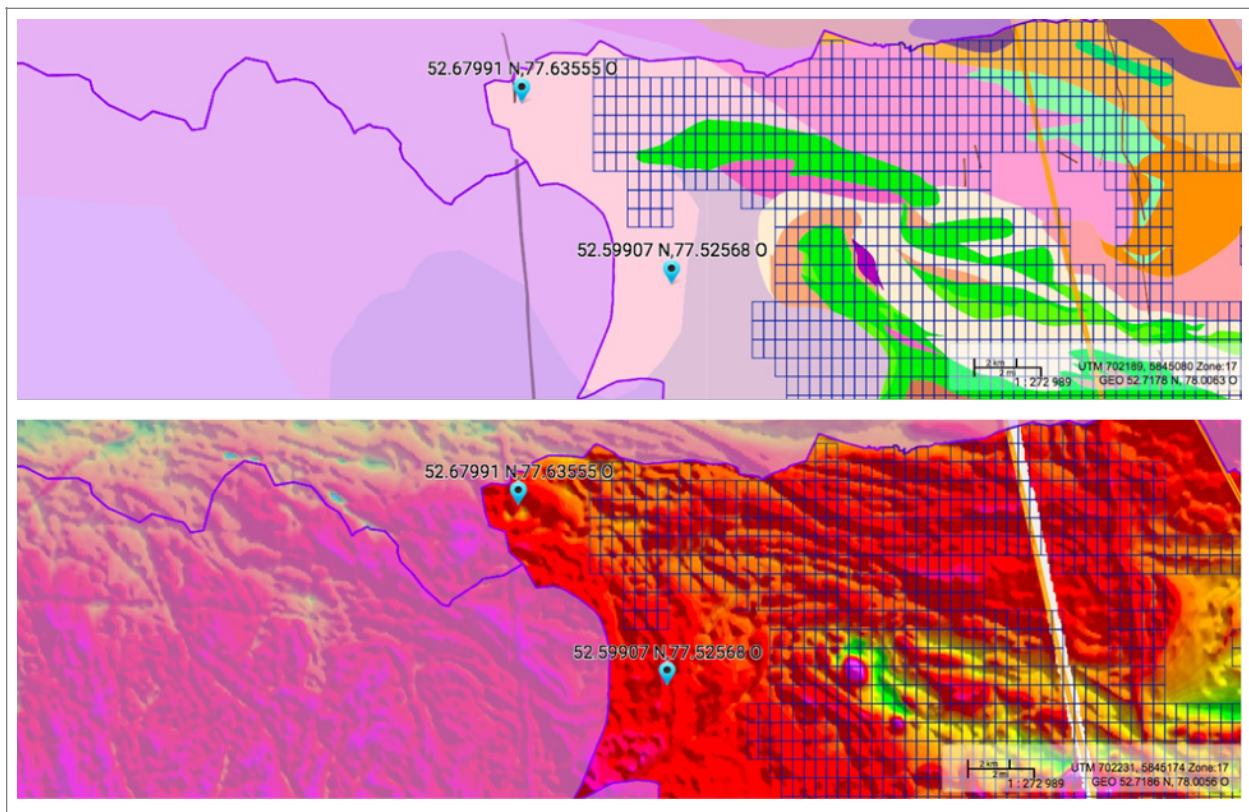 52.67991 N,77.63555 O
52.59907 N,77.52568 O
2 km
2 mi
1 : 272 989
UTM 702189, 5845080 Zone:17
GEO 52.7178 N, 78.0063 O
52.67991 N,77.63555 O
52.59907 N,77.52568 O
2 km
2 mi
1 : 272 989
UTM 702231, 5845174 Zone:17
GEO 52.7186 N, 78.0056 O